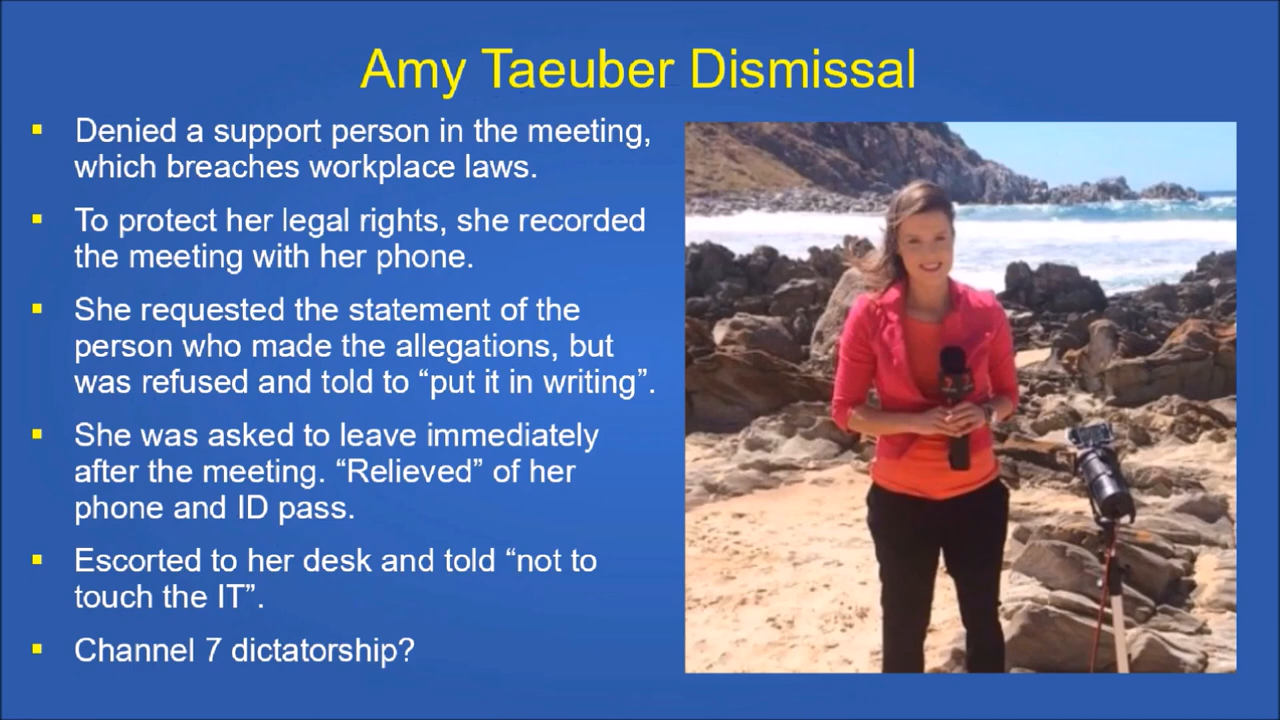 Amy Taeuber Dismissal
Denied a support person in the meeting,
which breaches workplace laws.
To protect her legal rights, she recorded
the meeting with her phone.
She requested the statement of the
person who made the allegations, but
was refused and told to “put it in writing”.
She was asked to leave immediately
after the meeting. “Relieved” of her
phone and ID pass.
Escorted to her desk and told “not to
touch the IT”.
Channel 7 dictatorship?